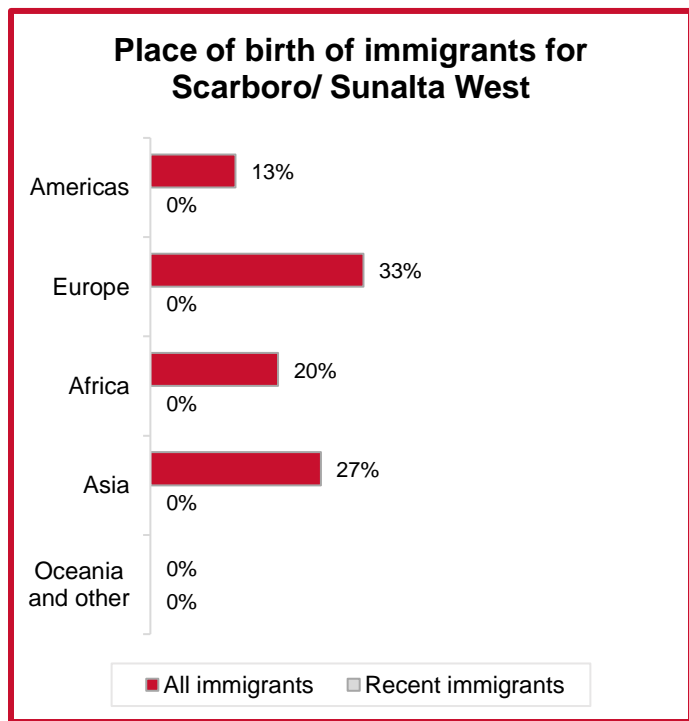 Place of birth of immigrants for
Scarboro/ Sunalta West
Americas
13%
0%
Europe
33%
0%
Africa
20%
0%
Asia
27%
0%
Oceania
and other
0%
0%
All immigrants
Recent immigrants